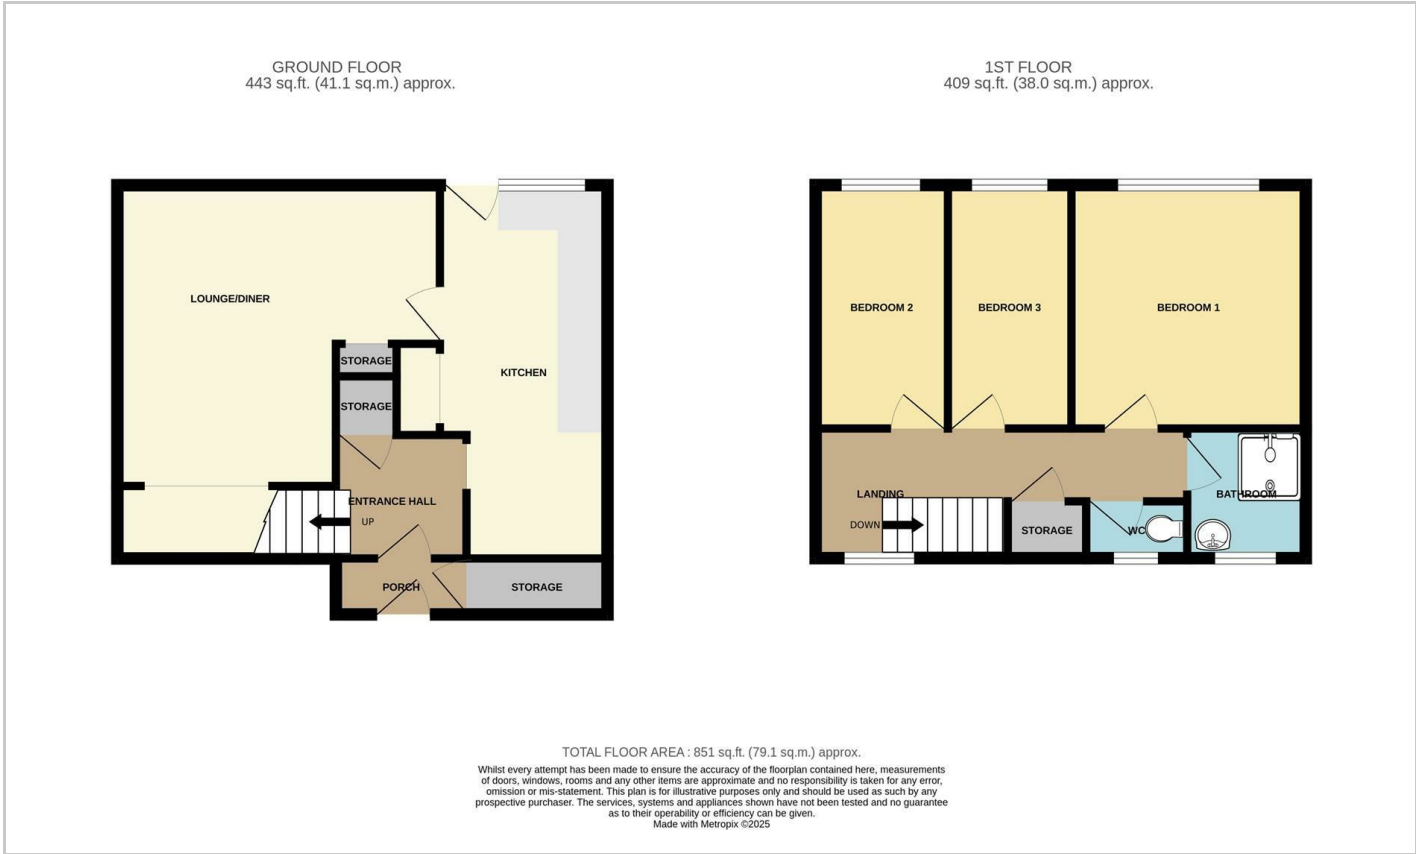 GROUND FLOOR
443 sq.ft. (41.1 sq.m.) approx.
1ST FLOOR
409 sq.ft. (38.0 sq.m.) approx.
LOUNGE/DINER
STORAGE
STORAGE
KITCHEN
ENTRANCE HALL
UP
PORCH
STORAGE
BEDROOM 2
BEDROOM 3
BEDROOM 1
LANDING
DOWN
STORAGE
WC
BATHROOM
TOTAL FLOOR AREA : 851 sq.ft. (79.1 sq.m.) approx.
Whilst every attempt has been made to ensure the accuracy of the floorplan contained here, measurements
of doors, windows, rooms and any other items are approximate and no responsibility is taken for any error,
omission or mis-statement. This plan is for illustrative purposes only and should be used as such by any
prospective purchaser. The services, systems and appliances shown have not been tested and no guarantee
as to their operability or efficiency can be given.
Made with Metropix ©2025